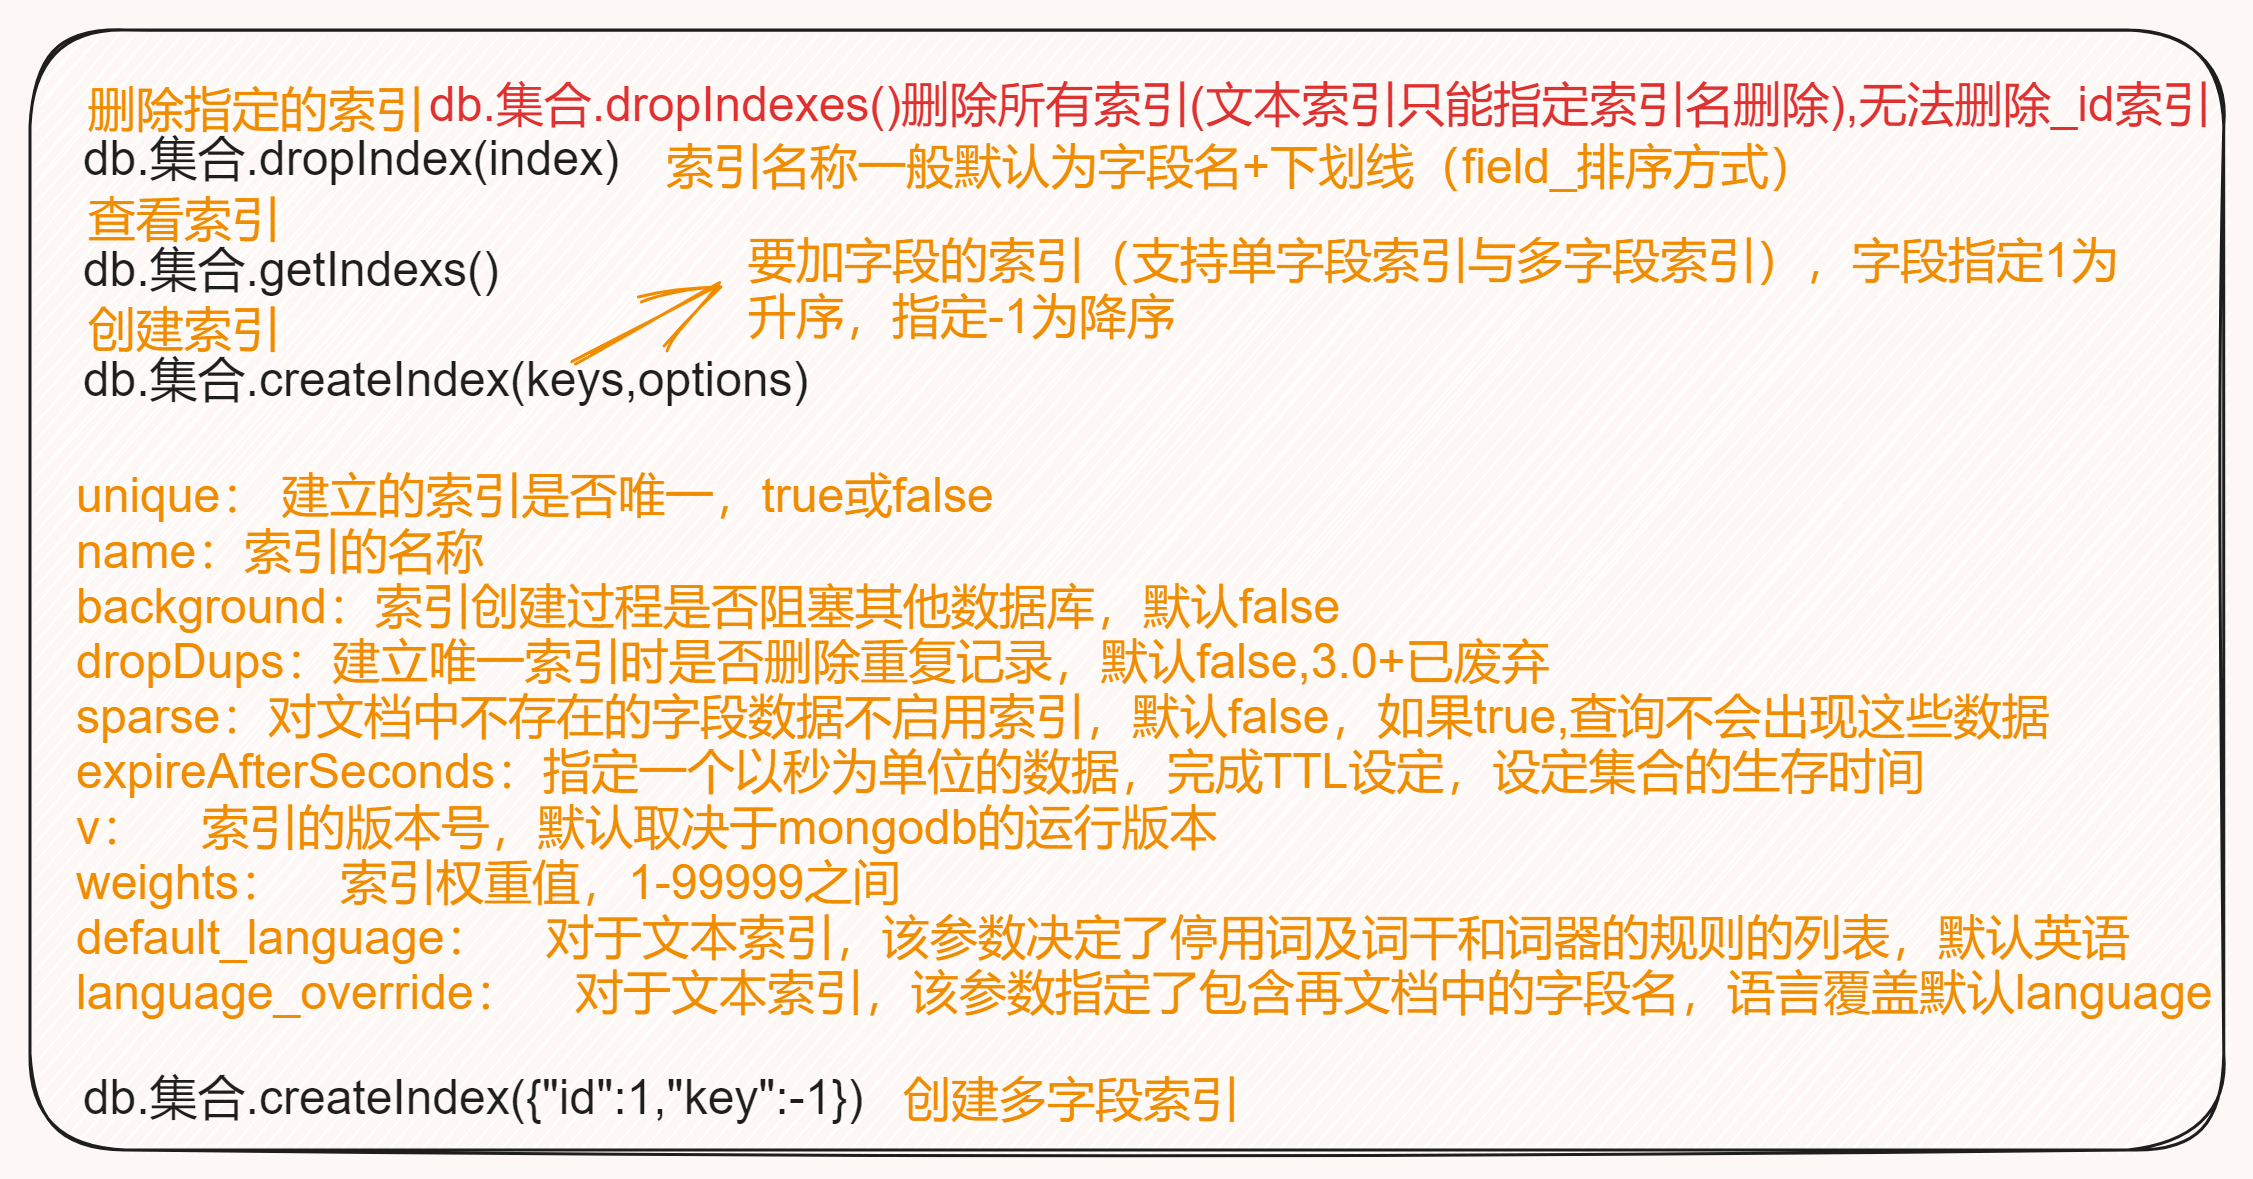 删除指定的索引 db.集合.dropIndexes()删除所有索引(文本索引只能指定索引名删除),无法删除_id索引
db.集合.dropIndex(index) 索引名称一般默认为字段名+下划线（field_排序方式）
查看索引
db.集合.getIndexs()
要加字段的索引（支持单字段索引与多字段索引），字段指定1为
升序，指定-1为降序
创建索引
db.集合.createIndex(keys,options)
unique： 建立的索引是否唯一，true或false
name：索引的名称
background：索引创建过程是否阻塞其他数据库，默认false
dropDups：建立唯一索引时是否删除重复记录，默认false,3.0+已废弃
sparse：对文档中不存在的字段数据不启用索引，默认false，如果true,查询不会出现这些数据
expireAfterSeconds：指定一个以秒为单位的数据，完成TTL设定，设定集合的生存时间
v： 索引的版本号，默认取决于mongodb的运行版本
weights： 索引权重值，1-99999之间
default_language： 对于文本索引，该参数决定了停用词及词干和词器的规则的列表，默认英语
language_override： 对于文本索引，该参数指定了包含再文档中的字段名，语言覆盖默认language
db.集合.createIndex({"id":1,"key":-1}) 创建多字段索引